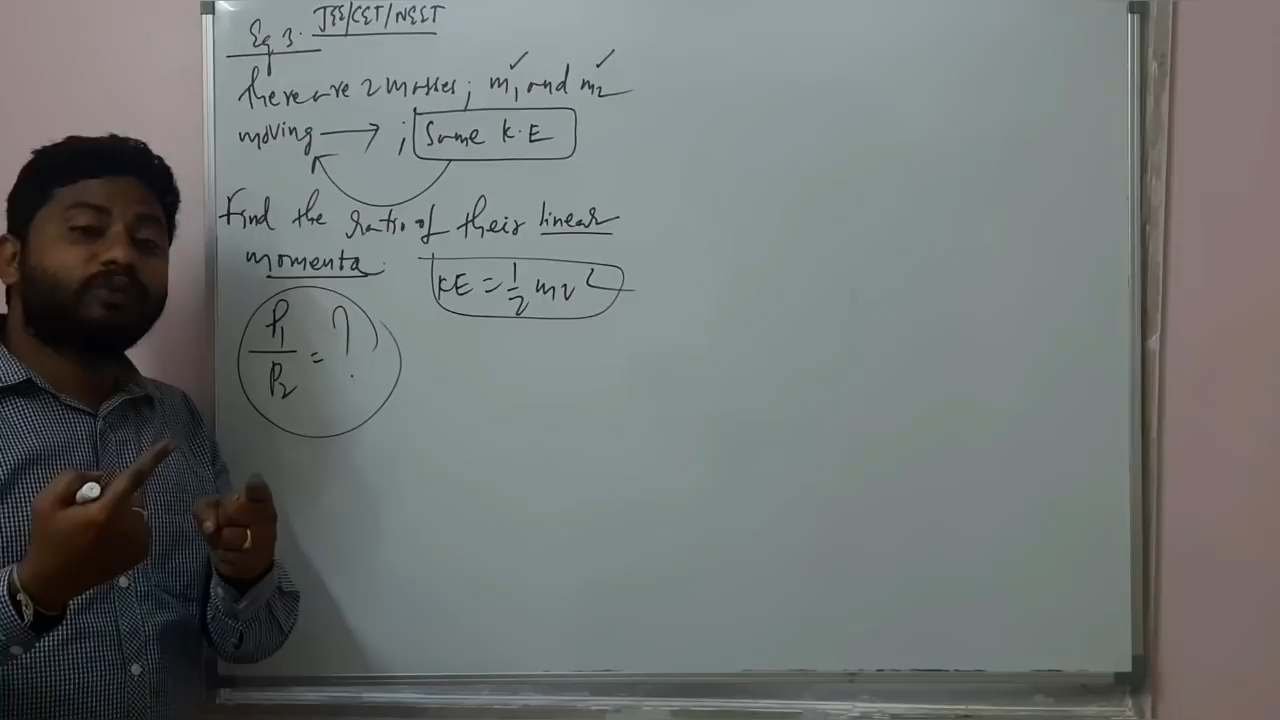 Eg 3. JEE/CET/NEET
there are 2 masses; m₁ and m₂
moving → ; Same K.E
Find the ratio of their linear
momenta.
KE = 1/2 mv²
P₁/P₂ = ?